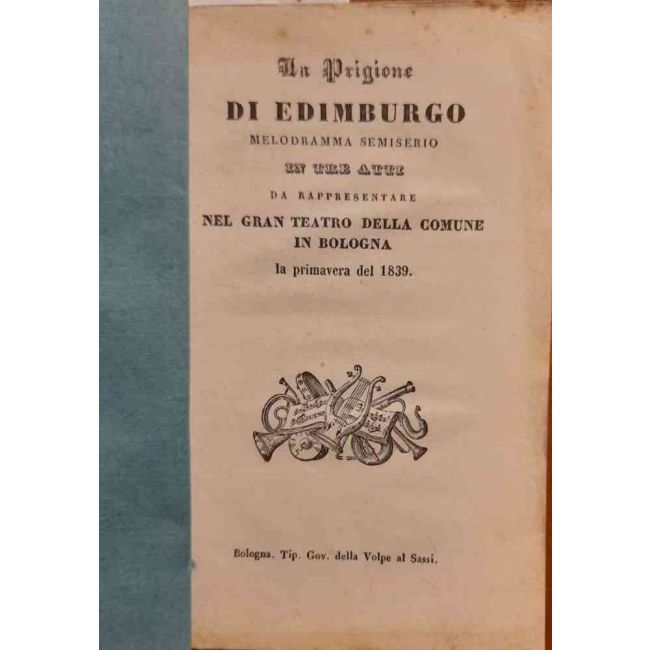 La Prigione
DI EDIMBURGO
MELODRAMMA SEMISERIO
IN TRE ATTI
DA RAPPRESENTARE
NEL GRAN TEATRO DELLA COMUNE
IN BOLOGNA
la primavera del 1839.
Bologna. Tip. Gov. della Volpe al Sassi.